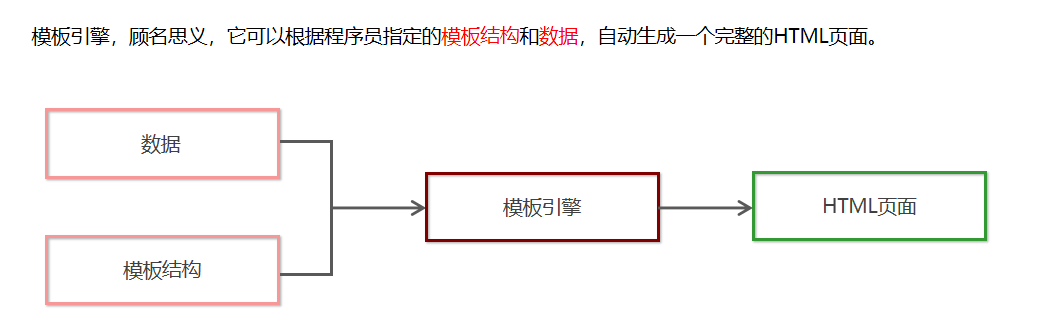 模板引擎，顾名思义，它可以根据程序员指定的模板结构和数据，自动生成一个完整的HTML页面。
数据
模板结构
模板引擎
HTML页面